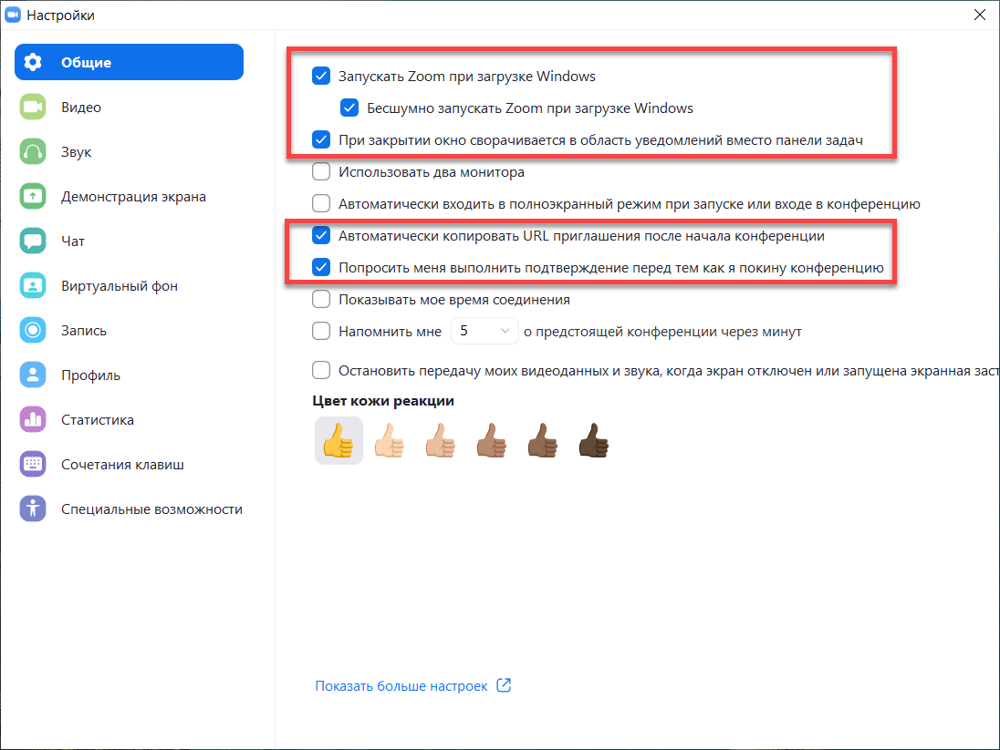 Настройки
Общие
Видео
Звук
Демонстрация экрана
Чат
Виртуальный фон
Запись
Профиль
Статистика
Сочетания клавиш
Специальные возможности
Запускать Zoom при загрузке Windows
Бесшумно запускать Zoom при загрузке Windows
При закрытии окно сворачивается в область уведомлений вместо панели задач
Использовать два монитора
Автоматически входить в полноэкранный режим при запуске или входе в конференцию
Автоматически копировать URL приглашения после начала конференции
Попросить меня выполнить подтверждение перед тем как я покину конференцию
Показывать мое время соединения
Напомнить мне 5 о предстоящей конференции через минут
Остановить передачу моих видеоданных и звука, когда экран отключен или запущена экранная заст
Цвет кожи реакции
Показать больше настроек